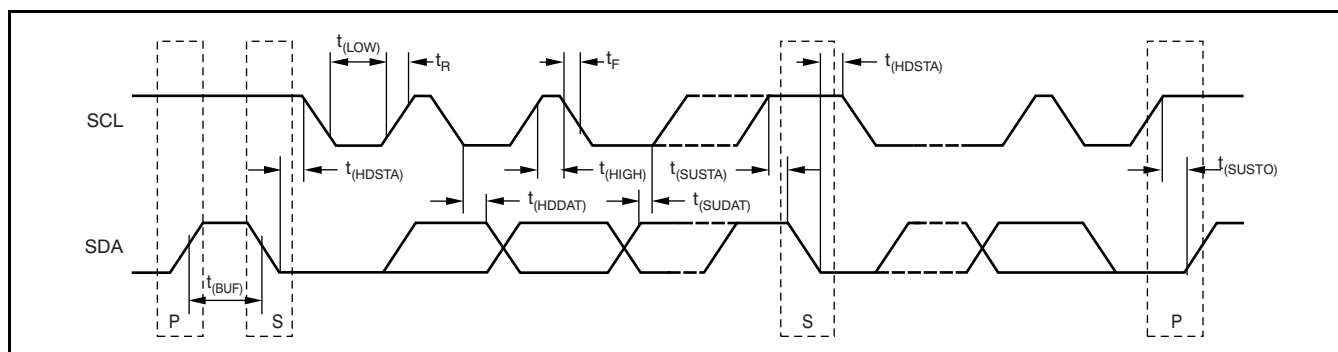 t(LOW)
tR
tF
t(HDSTA)
SCL
t(HDSTA)
t(HIGH)
t(SUSTA)
t(SUSTO)
t(HDDAT)
t(SUDAT)
SDA
t(BUF)
P
S
S
P